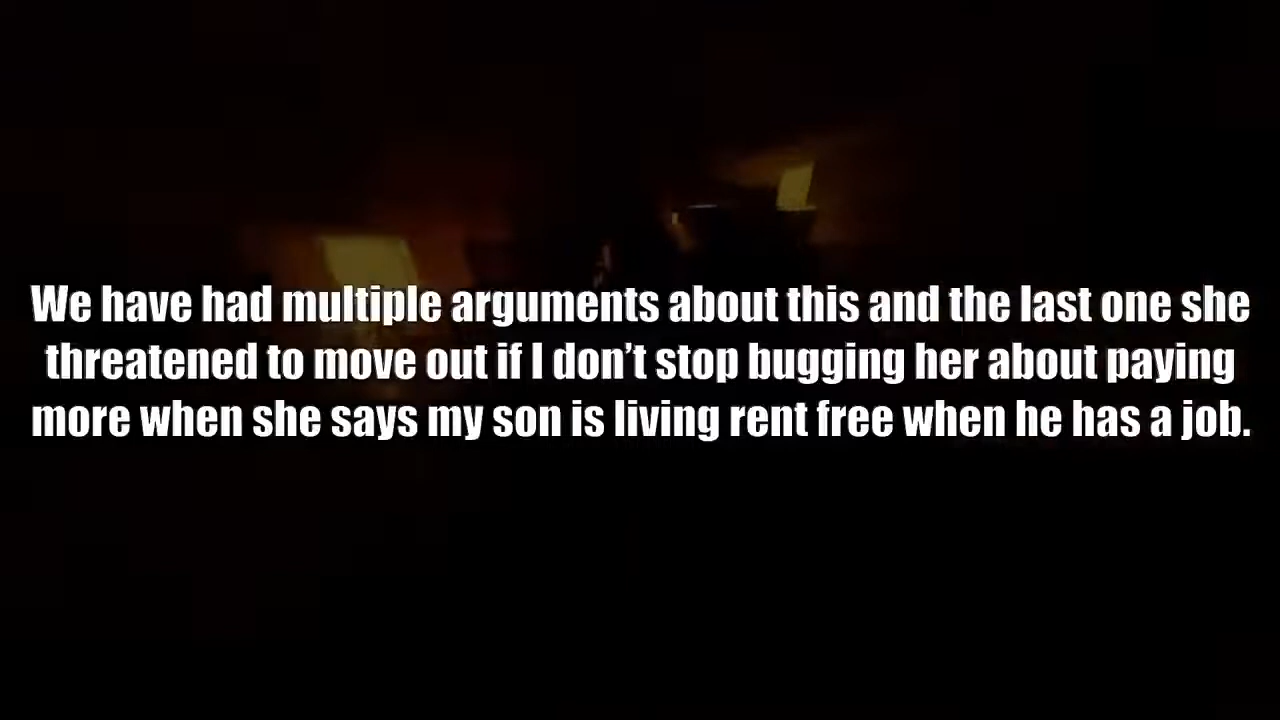 We have had multiple arguments about this and the last one she
threatened to move out if I don’t stop bugging her about paying
more when she says my son is living rent free when he has a job.